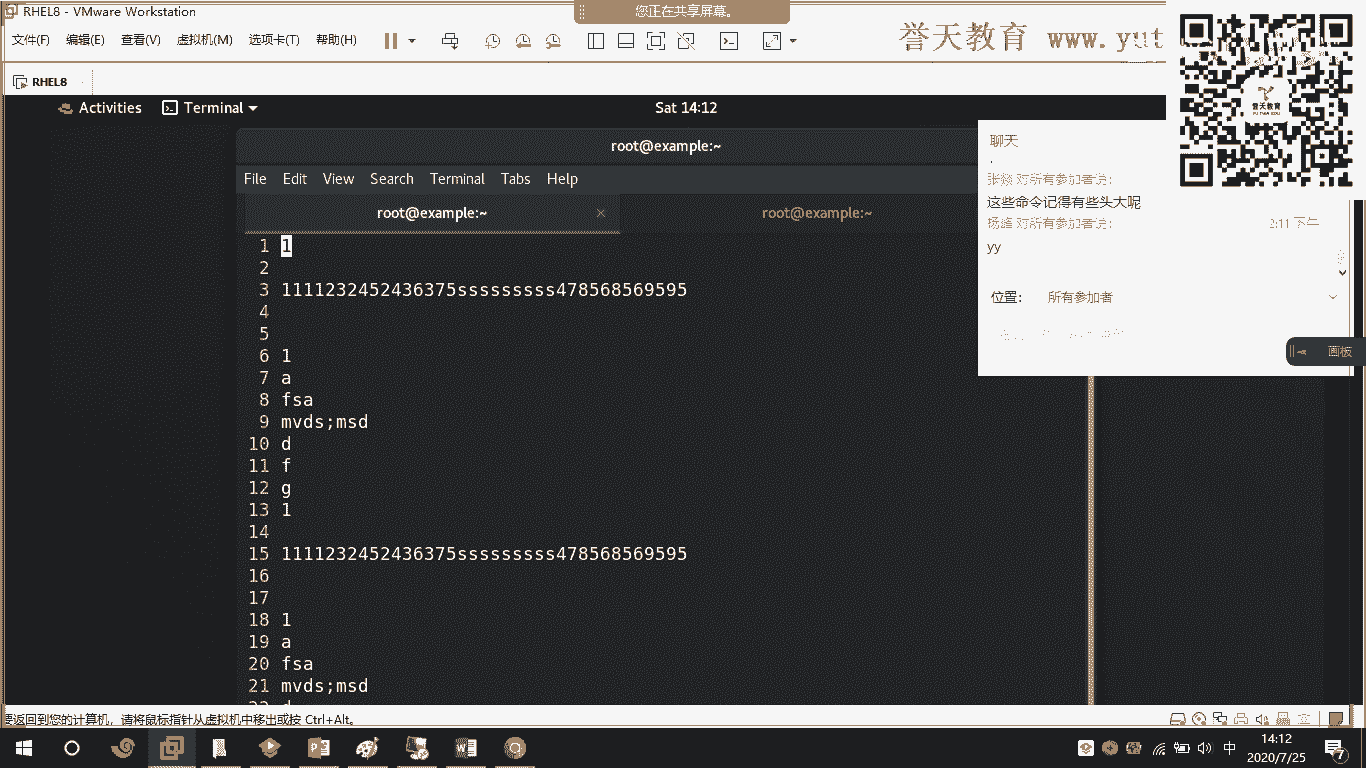 RHEL8 - VMware Workstation
您正在共享屏幕。
文件(F) 编辑(E) 查看(V) 虚拟机(M) 选项卡(T) 帮助(H)
誉天教育 www.yut
RHEL8
誉天教育
YU TIAN EDU
Activities Terminal Sat 14:12
root@example:~
聊天
File Edit View Search Terminal Tabs Help
对所有参加者说:
这些命令记得有些头大呢
root@example:~ × root@example:~
对所有参加者说: 2:11 下午
yy
位置: 所有参加者
画板
1 1
2
3 1111232452436375sssssssss478568569595
4
5
6 1
7 a
8 fsa
9 mvds;msd
10 d
11 f
12 g
13 1
14
15 1111232452436375sssssssss478568569595
16
17
18 1
19 a
20 fsa
21 mvds;msd
要返回到您的计算机，请将鼠标指针从虚拟机中移出或按 Ctrl+Alt。
中
14:12
2020/7/25
7